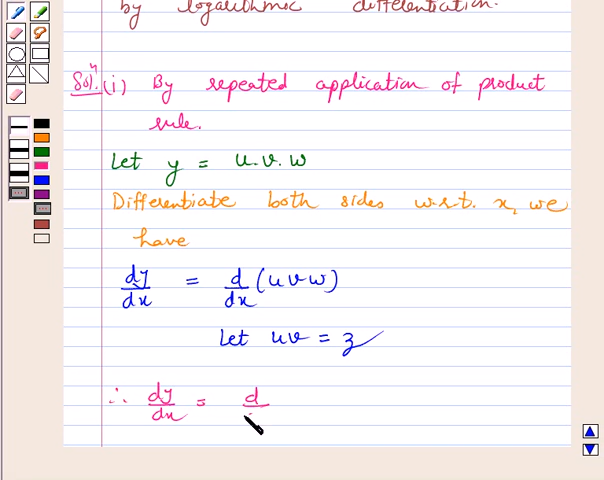 by logarithmic differentiation.
Solⁿ.(i) By repeated application of product
rule.
Let y = u.v.w
Differentiate both sides w.r.t. x, we
have
dy/dx = d/dx (uvw)
Let uv = z
∴ dy/dx = d